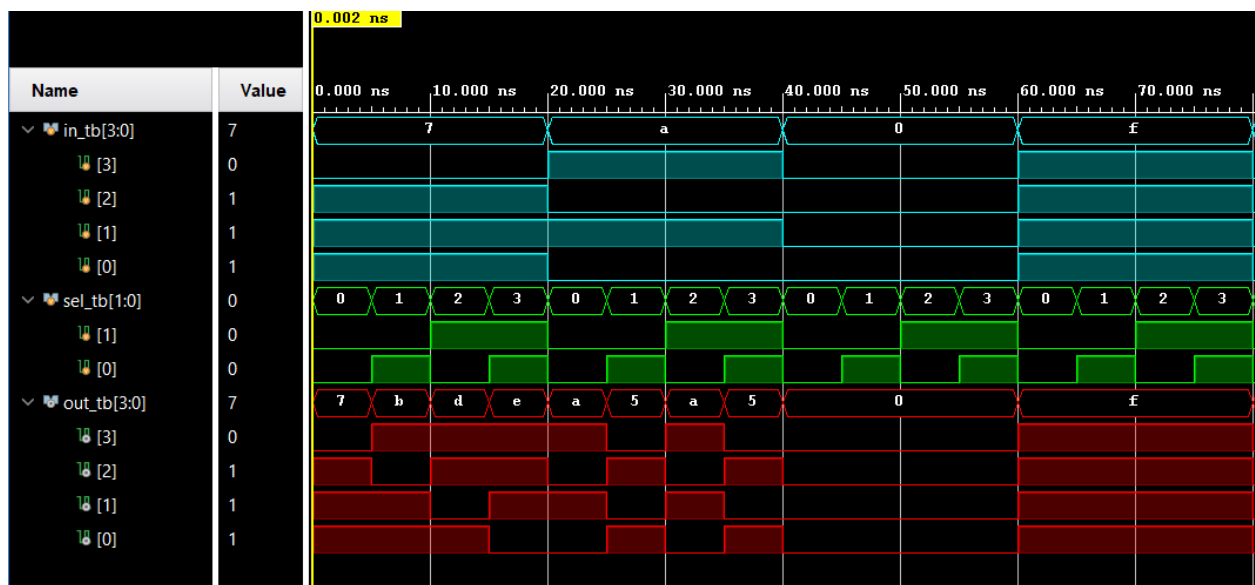 0.002 ns
Name Value 0.000 ns 10.000 ns 20.000 ns 30.000 ns 40.000 ns 50.000 ns 60.000 ns 70.000 ns
in_tb[3:0] 7 7 a 0 f
[3] 0
[2] 1
[1] 1
[0] 1
sel_tb[1:0] 0 0 1 2 3 0 1 2 3 0 1 2 3 0 1 2 3
[1] 0
[0] 0
out_tb[3:0] 7 7 b d e a 5 a 5 0 f
[3] 0
[2] 1
[1] 1
[0] 1